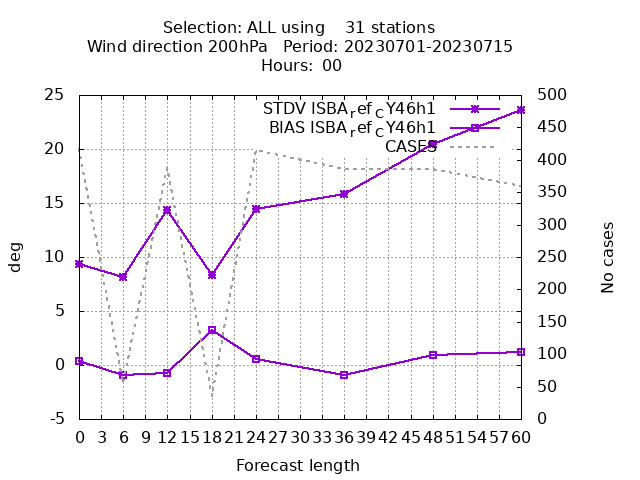 Selection: ALL using    31 stations
Wind direction 200hPa   Period: 20230701-20230715
Hours: 00
STDV ISBAref_CY46h1
BIAS ISBAref_CY46h1
CASES
25
20
15
10
5
0
-5
deg
500
450
400
350
300
250
200
150
100
50
0
No cases
0 3 6 9 12 15 18 21 24 27 30 33 36 39 42 45 48 51 54 57 60
Forecast length